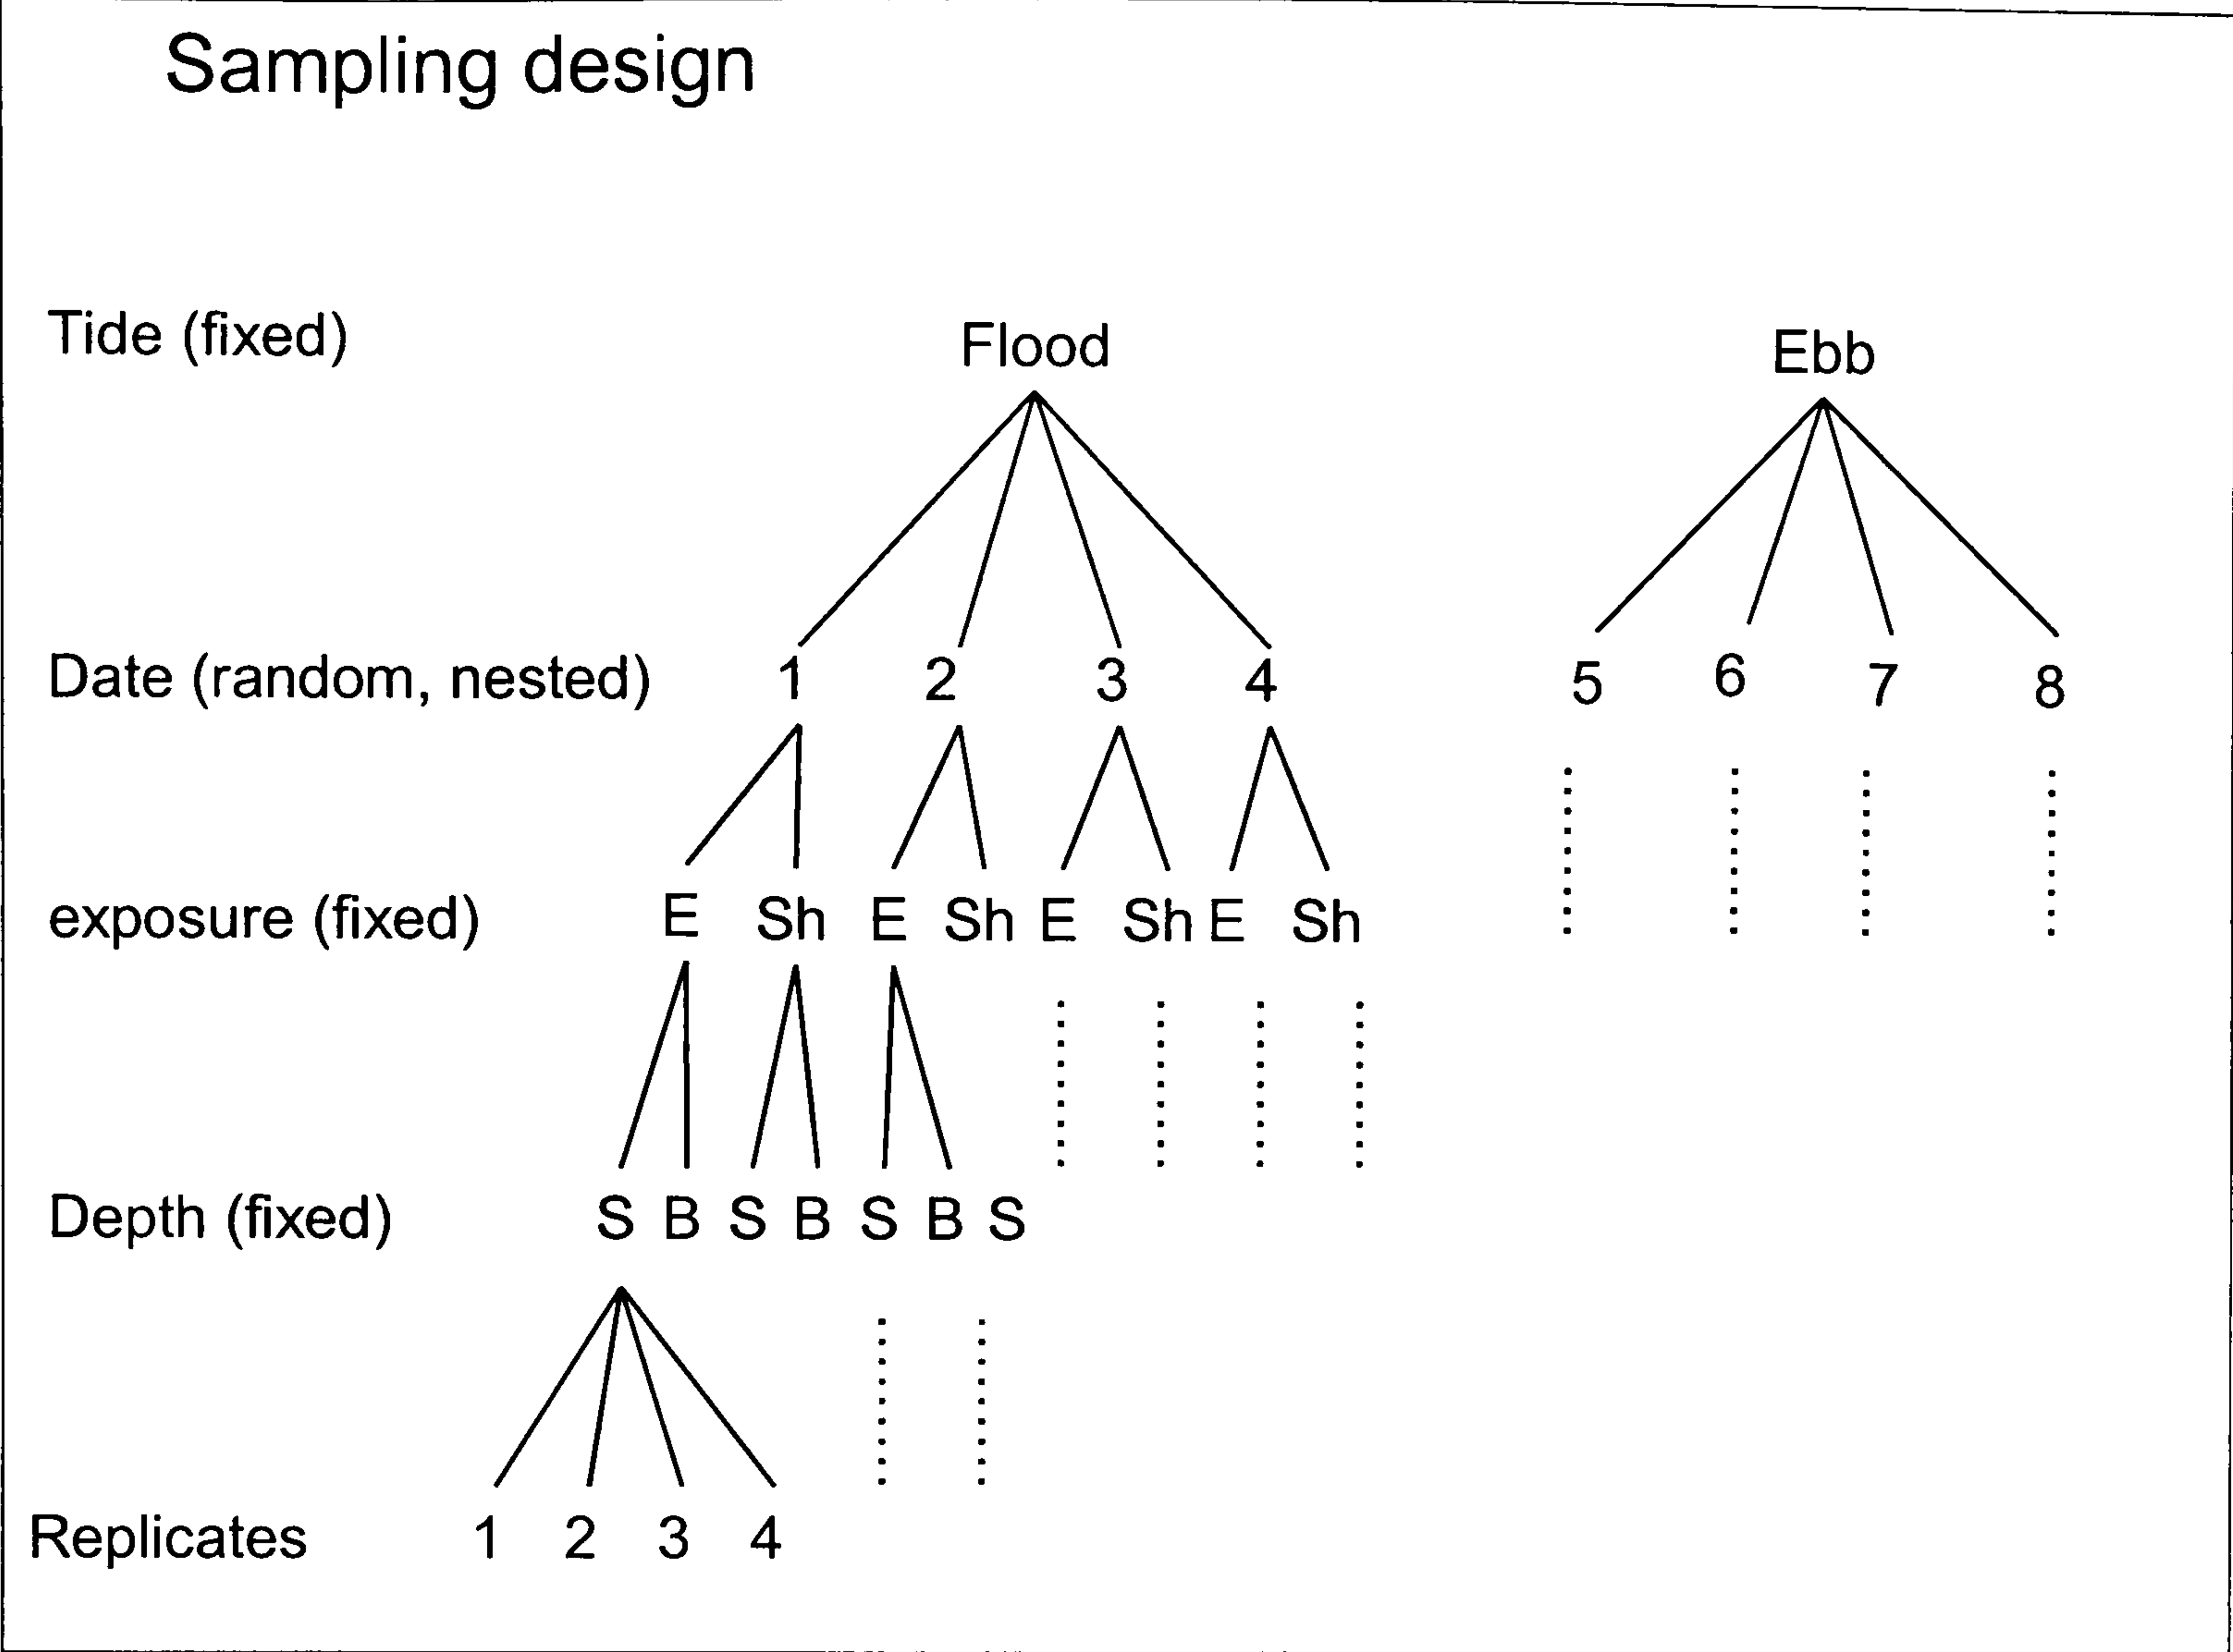 Sampling design
Tide (fixed) Flood Ebb
Date (random, nested) 1 2 3 4 5 6 7 8
exposure (fixed) E Sh E Sh E Sh E Sh
Depth (fixed) S B S B S B S
Replicates 1 2 3 4